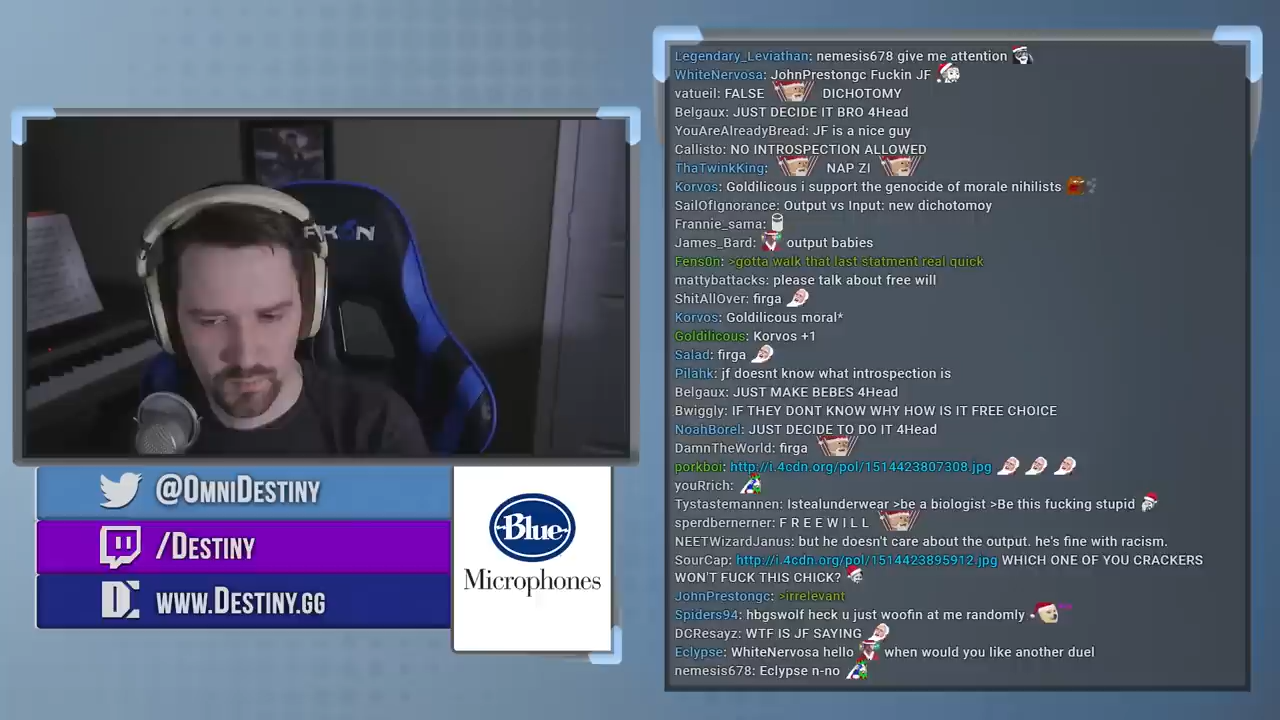 Legendary_Leviathan: nemesis678 give me attention
WhiteNervosa: JohnPrestongc Fuckin JF
vatueil: FALSE DICHOTOMY
Belgaux: JUST DECIDE IT BRO 4Head
YouAreAlreadyBread: JF is a nice guy
Callisto: NO INTROSPECTION ALLOWED
ThaTwinkKing: NAP ZI
Korvos: Goldilicous i support the genocide of morale nihilists
SailOfIgnorance: Output vs Input: new dichotomoy
Frannie_sama:
James_Bard: output babies
Fens0n: >gotta walk that last statment real quick
mattybattacks: please talk about free will
ShitAllOver: firga
Korvos: Goldilicous moral*
Goldilicous: Korvos +1
Salad: firga
Pilahk: jf doesnt know what introspection is
Belgaux: JUST MAKE BEBES 4Head
Bwiggly: IF THEY DONT KNOW WHY HOW IS IT FREE CHOICE
NoahBorel: JUST DECIDE TO DO IT 4Head
DamnTheWorld: firga
porkboi: http://i.4cdn.org/pol/1514423807308.jpg
youRrich:
Tystastemannen: Istealunderwear >be a biologist >Be this fucking stupid
sperdbernerner: F R E E W I L L
NEETWizardJanus: but he doesn't care about the output. he's fine with racism.
SourCap: http://i.4cdn.org/pol/1514423895912.jpg WHICH ONE OF YOU CRACKERS
WON'T FUCK THIS CHICK?
JohnPrestongc: >irrelevant
Spiders94: hbgswolf heck u just woofin at me randomly
DCResayz: WTF IS JF SAYING
Eclypse: WhiteNervosa hello when would you like another duel
nemesis678: Eclypse n-no
@OmniDestiny
/Destiny
www.Destiny.gg
Blue
Microphones